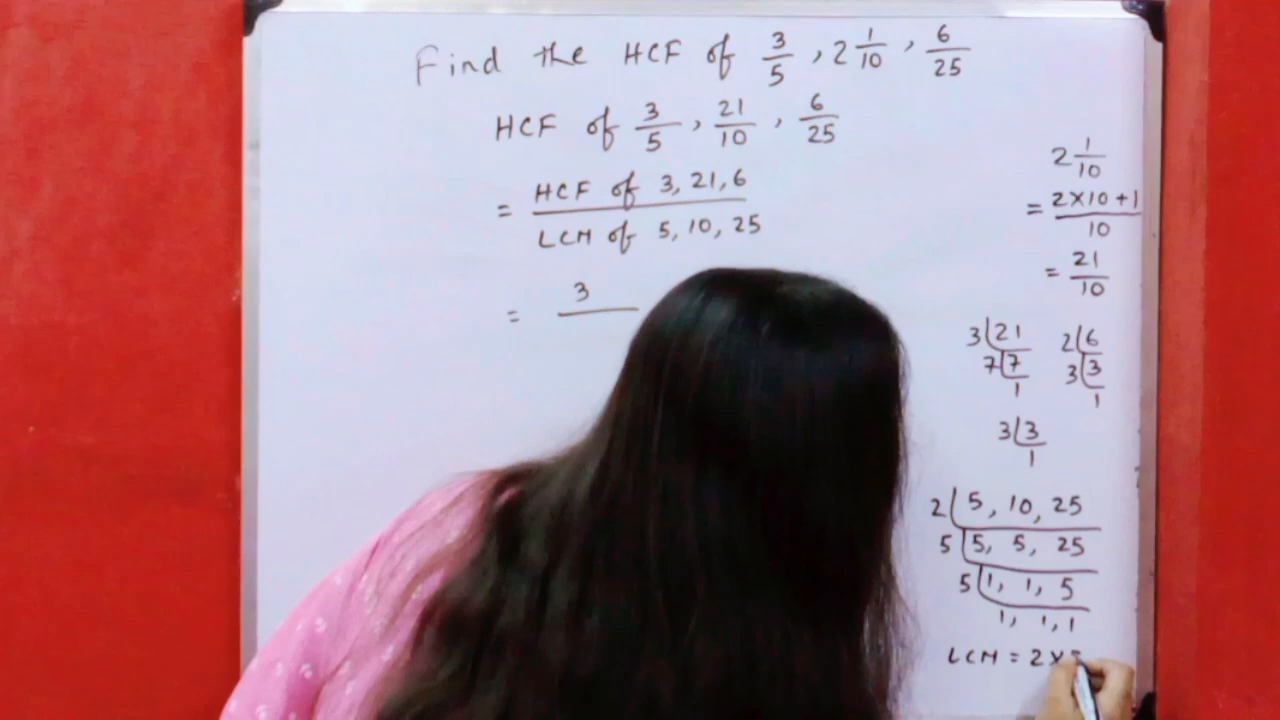 Find the HCF of 3/5, 2 1/10, 6/25
HCF of 3/5, 21/10, 6/25
= HCF of 3, 21, 6 / LCM of 5, 10, 25
= 3
2 1/10
= 2×10+1 / 10
= 21/10
3 21 2 6
7 7 3 3
1 1
3 3
1
2 5, 10, 25
5 5, 5, 25
5 1, 1, 5
1, 1, 1
LCM = 2×